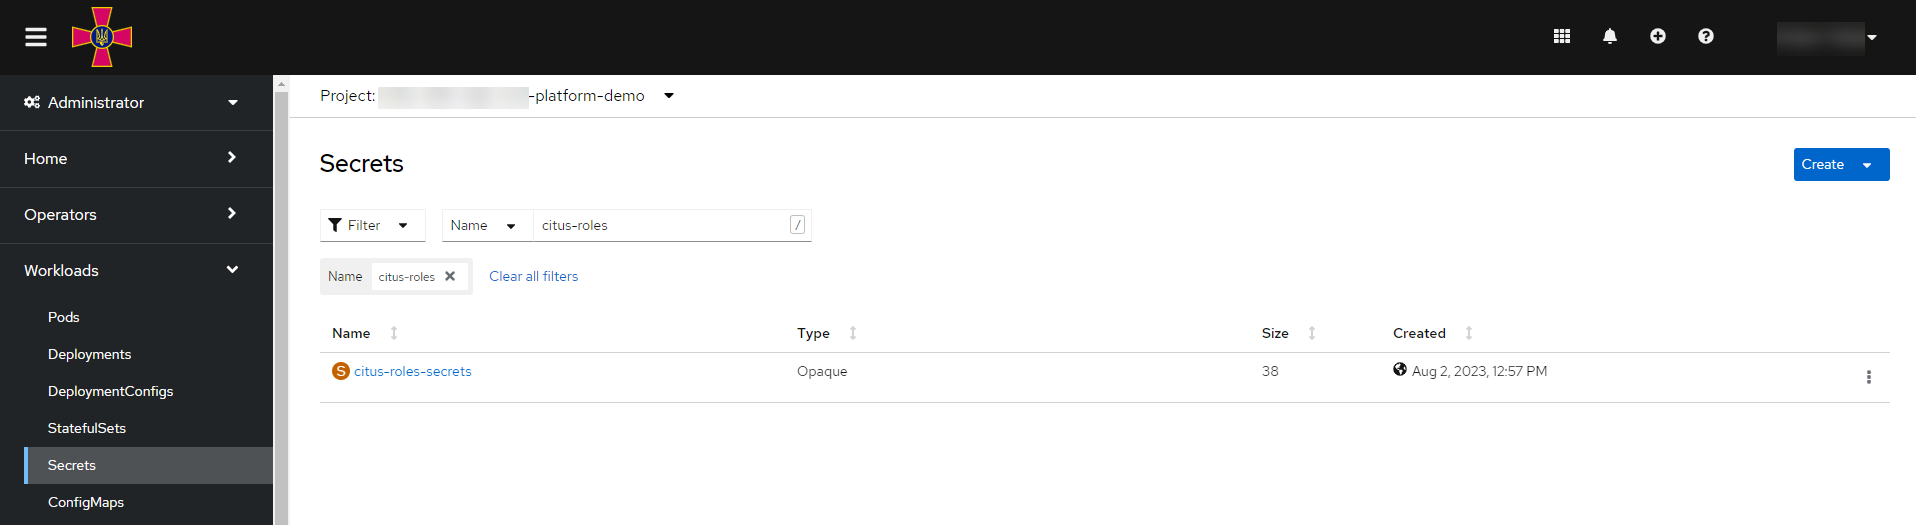 Administrator
Home
Operators
Workloads
Pods
Deployments
DeploymentConfigs
StatefulSets
Secrets
ConfigMaps
Project: -platform-demo
Secrets
Create
Filter Name citus-roles /
Name citus-roles Clear all filters
Name Type Size Created
S citus-roles-secrets Opaque 38 Aug 2, 2023, 12:57 PM